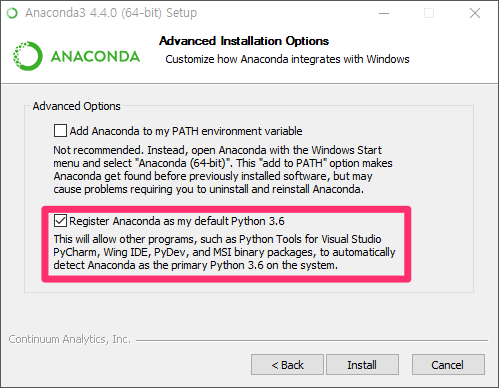 Anaconda3 4.4.0 (64-bit) Setup
Advanced Installation Options
Customize how Anaconda integrates with Windows
ANACONDA
Advanced Options
Add Anaconda to my PATH environment variable
Not recommended. Instead, open Anaconda with the Windows Start
menu and select "Anaconda (64-bit)". This "add to PATH" option makes
Anaconda get found before previously installed software, but may
cause problems requiring you to uninstall and reinstall Anaconda.
Register Anaconda as my default Python 3.6
This will allow other programs, such as Python Tools for Visual Studio
PyCharm, Wing IDE, PyDev, and MSI binary packages, to automatically
detect Anaconda as the primary Python 3.6 on the system.
Continuum Analytics, Inc.
< Back
Install
Cancel